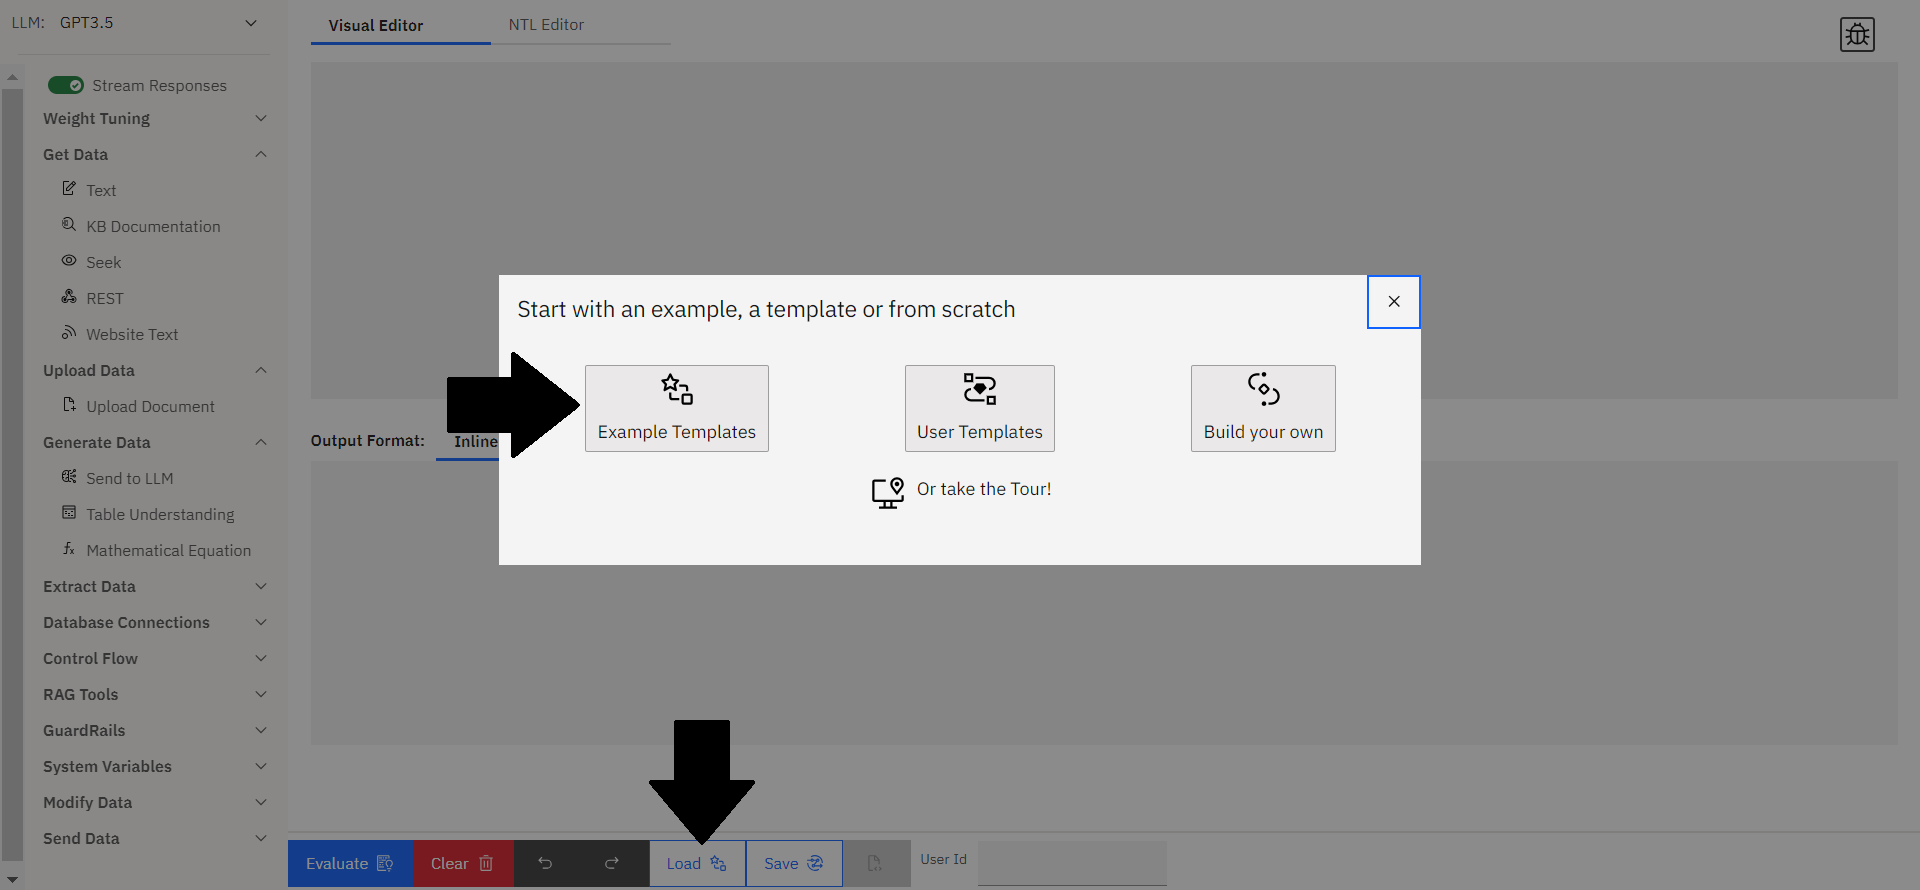 LLM: GPT3.5
Stream Responses
Weight Tuning
Get Data
Text
KB Documentation
Seek
REST
Website Text
Upload Data
Upload Document
Generate Data
Send to LLM
Table Understanding
fx Mathematical Equation
Extract Data
Database Connections
Control Flow
RAG Tools
GuardRails
System Variables
Modify Data
Send Data
Visual Editor NTL Editor
Start with an example, a template or from scratch
Example Templates User Templates Build your own
Or take the Tour!
Output Format: Inline
Evaluate Clear Load Save User Id